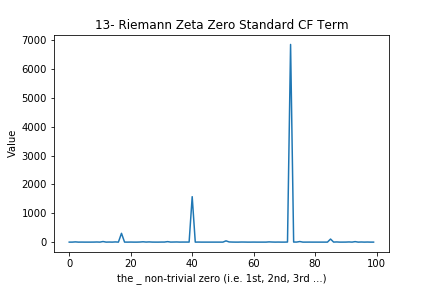 13- Riemann Zeta Zero Standard CF Term
7000
6000
5000
4000
3000
2000
1000
0
Value
0 20 40 60 80 100
the _ non-trivial zero (i.e. 1st, 2nd, 3rd ...)